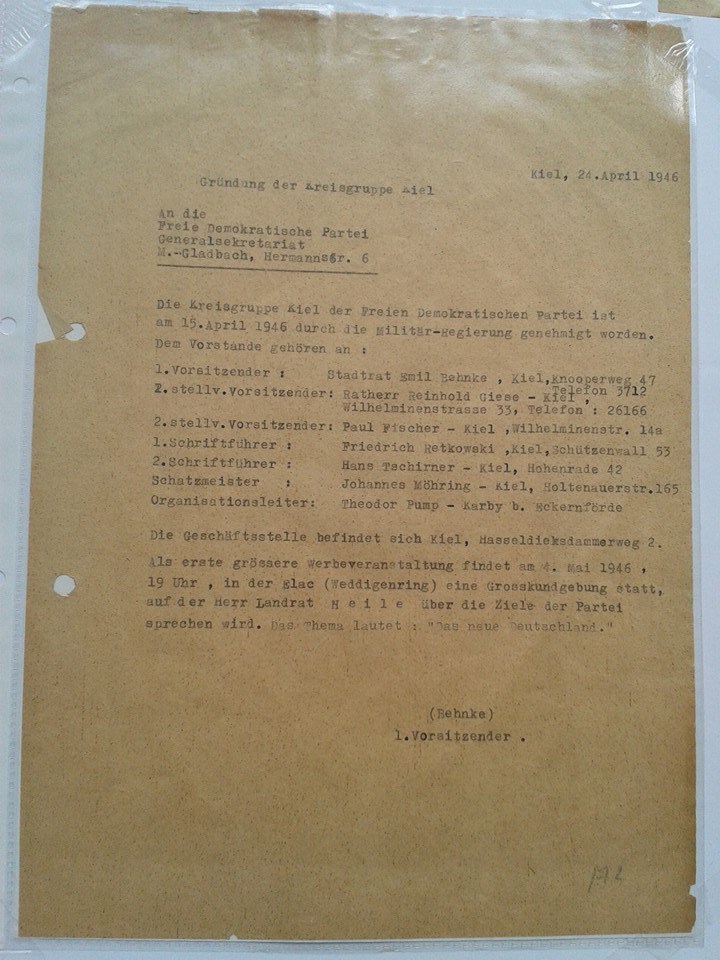 Kiel, 24.April 1946
Gründung der Kreisgruppe Kiel
An die
Freie Demokratische Partei
Generalsekretariat
M.-Gladbach, Hermannstr. 6
Die Kreisgruppe Kiel der Freien Demokratischen Partei ist
am 15.April 1946 durch die Militär-Regierung genehmigt worden.
Dem Vorstande gehören an :
1.Vorsitzender : Stadtrat Emil Behnke , Kiel,Knooperweg 47
Telefon 3712
1.stellv.Vorsitzender: Ratherr Reinhold Giese - Kiel ,
Wilhelminenstrasse 33, Telefon : 26166
2.stellv.Vorsitzender: Paul Fischer - Kiel ,Wilhelminenstr. 14a
1.Schriftführer : Friedrich Retkowski ,Kiel,Schützenwall 53
2.Schriftführer : Hans Tschirner - Kiel, Hohenrade 42
Schatzmeister : Johannes Möhring - Kiel, Holtenauerstr.165
Organisationsleiter: Theodor Pump - Karby b. Eckernförde
Die Geschäftsstelle befindet sich Kiel, Hasseldieksdammerweg 2.
Als erste grössere Werbeveranstaltung findet am 4. Mai 1946 ,
19 Uhr , in der Elac (Weddigenring) eine Grosskundgebung statt,
auf der Herr Landrat H e i l e über die Ziele der Partei
sprechen wird. Das Thema lautet : "Das neue Deutschland."
(Behnke)
1.Vorsitzender .